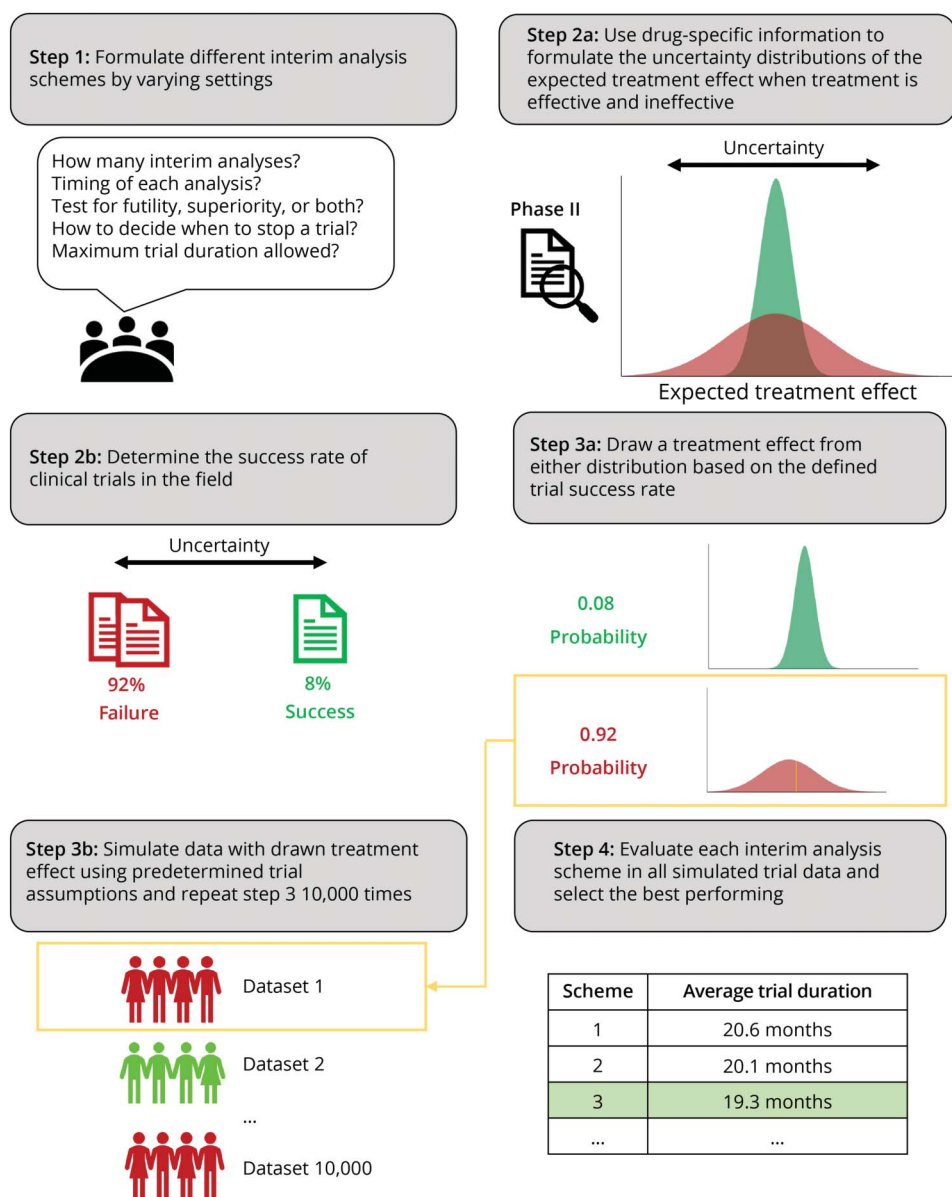 Step 1: Formulate different interim analysis
schemes by varying settings
How many interim analyses?
Timing of each analysis?
Test for futility, superiority, or both?
How to decide when to stop a trial?
Maximum trial duration allowed?
Step 2a: Use drug-specific information to
formulate the uncertainty distributions of the
expected treatment effect when treatment is
effective and ineffective
Uncertainty
Phase II
Expected treatment effect
Step 2b: Determine the success rate of
clinical trials in the field
Uncertainty
92%
Failure
8%
Success
Step 3a: Draw a treatment effect from
either distribution based on the defined
trial success rate
0.08
Probability
0.92
Probability
Step 3b: Simulate data with drawn treatment
effect using predetermined trial
assumptions and repeat step 3 10,000 times
Dataset 1
Dataset 2
...
Dataset 10,000
Step 4: Evaluate each interim analysis
scheme in all simulated trial data and
select the best performing
Scheme Average trial duration
1 20.6 months
2 20.1 months
3 19.3 months
... ...